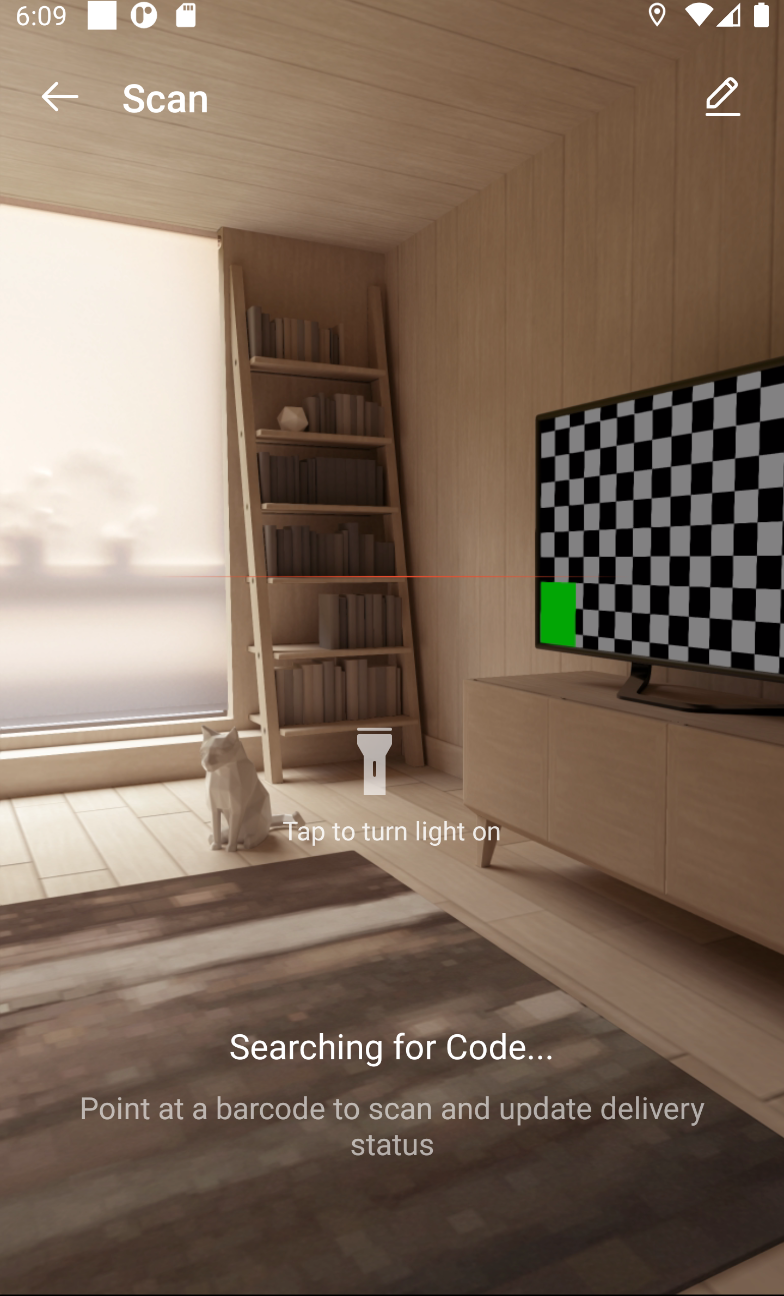 6:09
Scan
Tap to turn light on
Searching for Code...
Point at a barcode to scan and update delivery
status